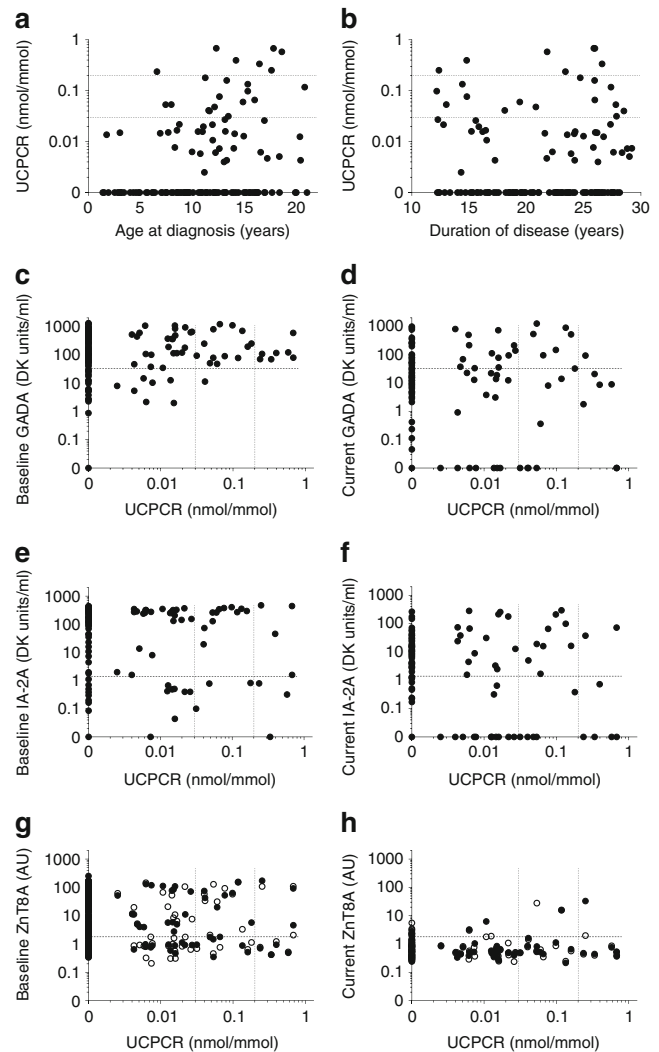 a
1
0.1
0.01
0
UCPCR (nmol/mmol)
0 5 10 15 20
Age at diagnosis (years)
b
1
0.1
0.01
0
UCPCR (nmol/mmol)
10 15 20 25 30
Duration of disease (years)
c
1000
100
10
1
0.1
0
Baseline GADA (DK units/ml)
0 0.01 0.1 1
UCPCR (nmol/mmol)
d
1000
100
10
1
0.1
0
Current GADA (DK units/ml)
0 0.01 0.1 1
UCPCR (nmol/mmol)
e
1000
100
10
1
0.1
0
Baseline IA-2A (DK units/ml)
0 0.01 0.1 1
UCPCR (nmol/mmol)
f
1000
100
10
1
0.1
0
Current IA-2A (DK units/ml)
0 0.01 0.1 1
UCPCR (nmol/mmol)
g
1000
100
10
1
0.1
0
Baseline ZnT8A (AU)
0 0.01 0.1 1
UCPCR (nmol/mmol)
h
1000
100
10
1
0.1
0
Current ZnT8A (AU)
0 0.01 0.1 1
UCPCR (nmol/mmol)